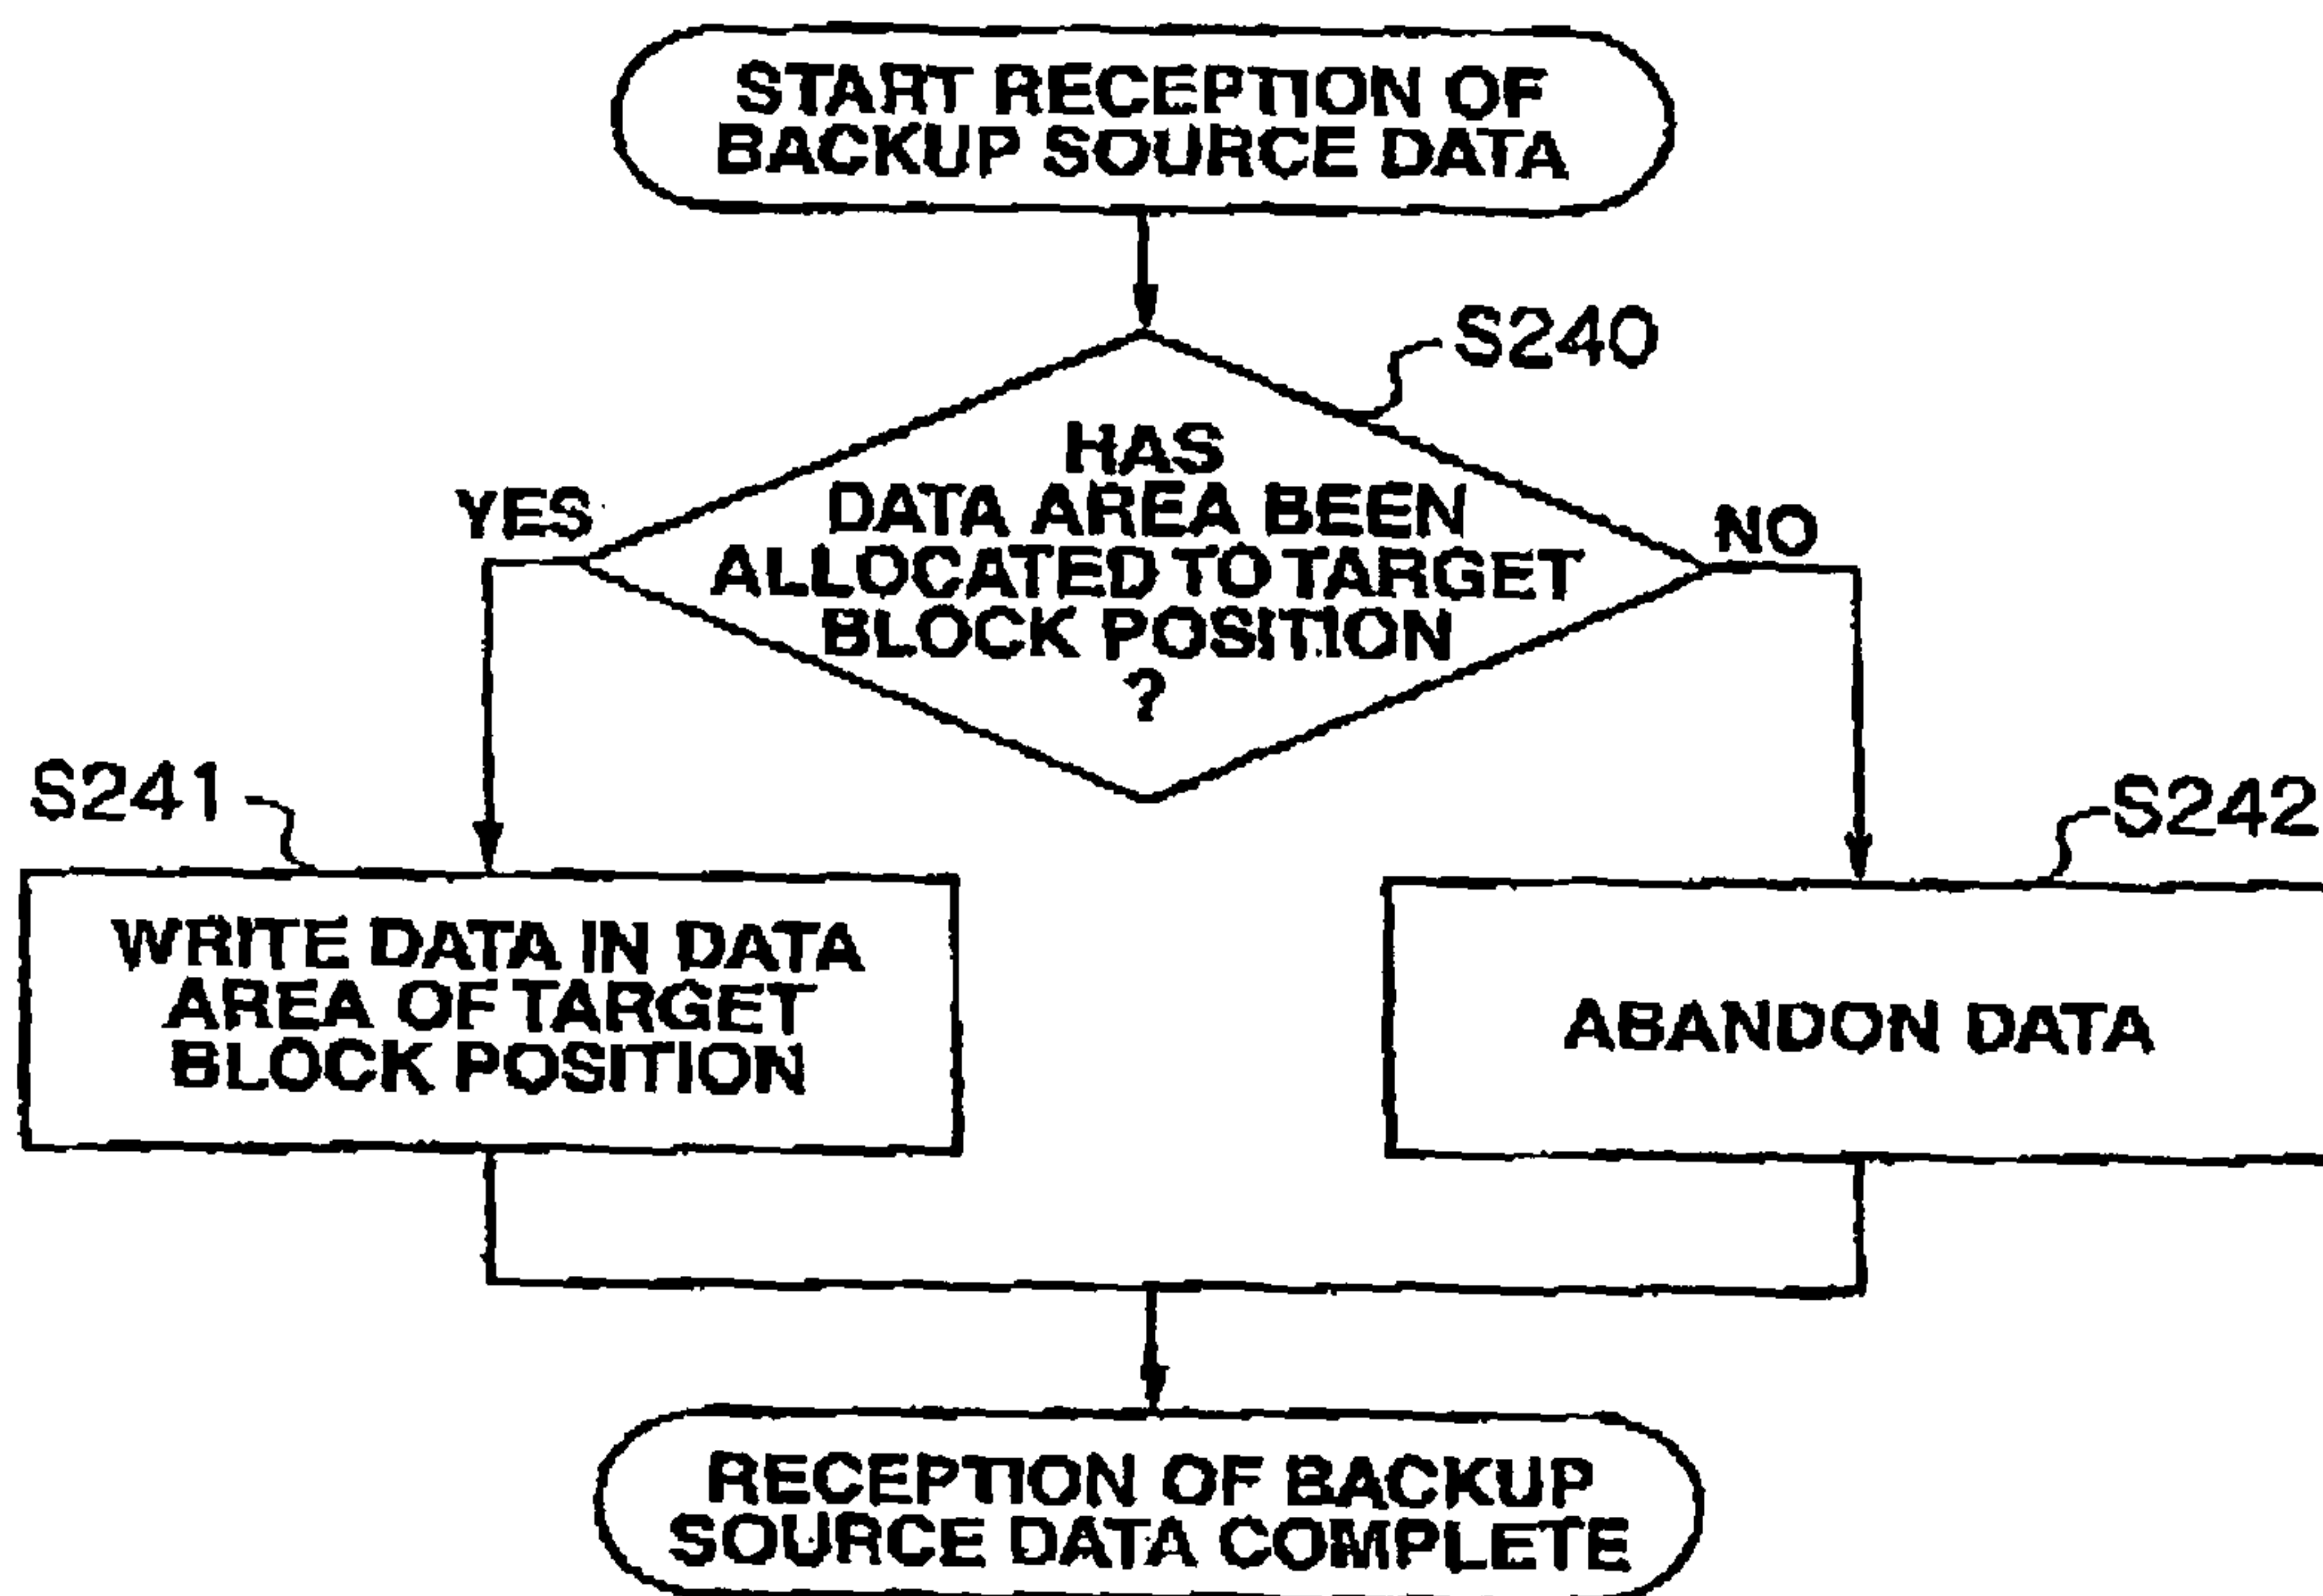 START RECEPTION OF
BACKUP SOURCE DATA
S240
HAS
DATA AREA BEEN
ALLOCATED TO TARGET
BLOCK POSITION
?
YES
NO
S241
S242
WRITE DATA IN DATA
AREA OF TARGET
BLOCK POSITION
ABANDON DATA
RECEPTION OF BACKUP
SOURCE DATA COMPLETE